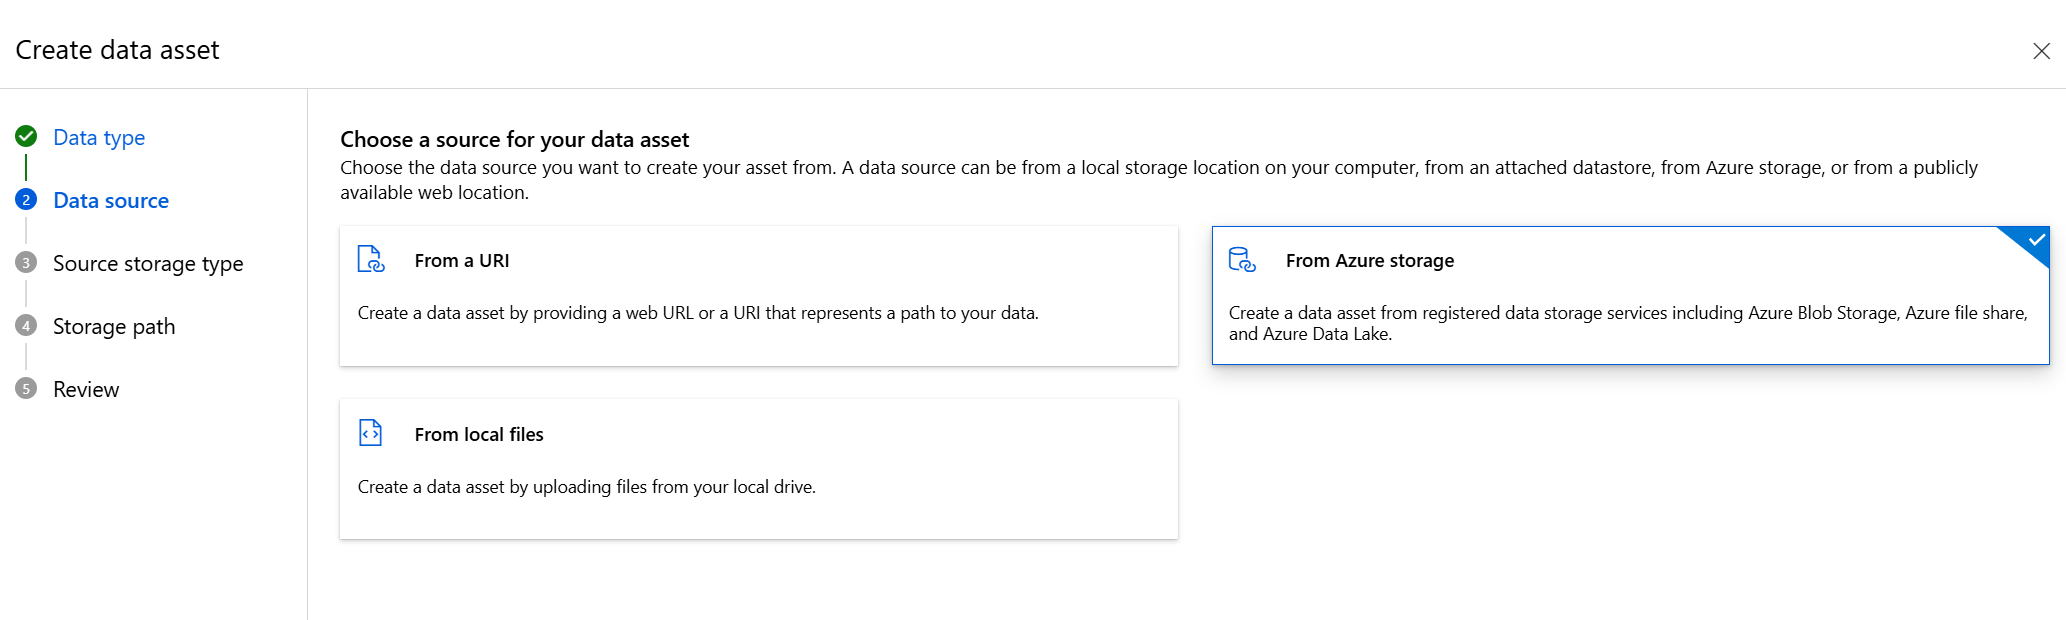 Create data asset
Data type
2 Data source
3 Source storage type
4 Storage path
5 Review
Choose a source for your data asset
Choose the data source you want to create your asset from. A data source can be from a local storage location on your computer, from an attached datastore, from Azure storage, or from a publicly
available web location.
From a URI
Create a data asset by providing a web URL or a URI that represents a path to your data.
From Azure storage
Create a data asset from registered data storage services including Azure Blob Storage, Azure file share,
and Azure Data Lake.
From local files
Create a data asset by uploading files from your local drive.